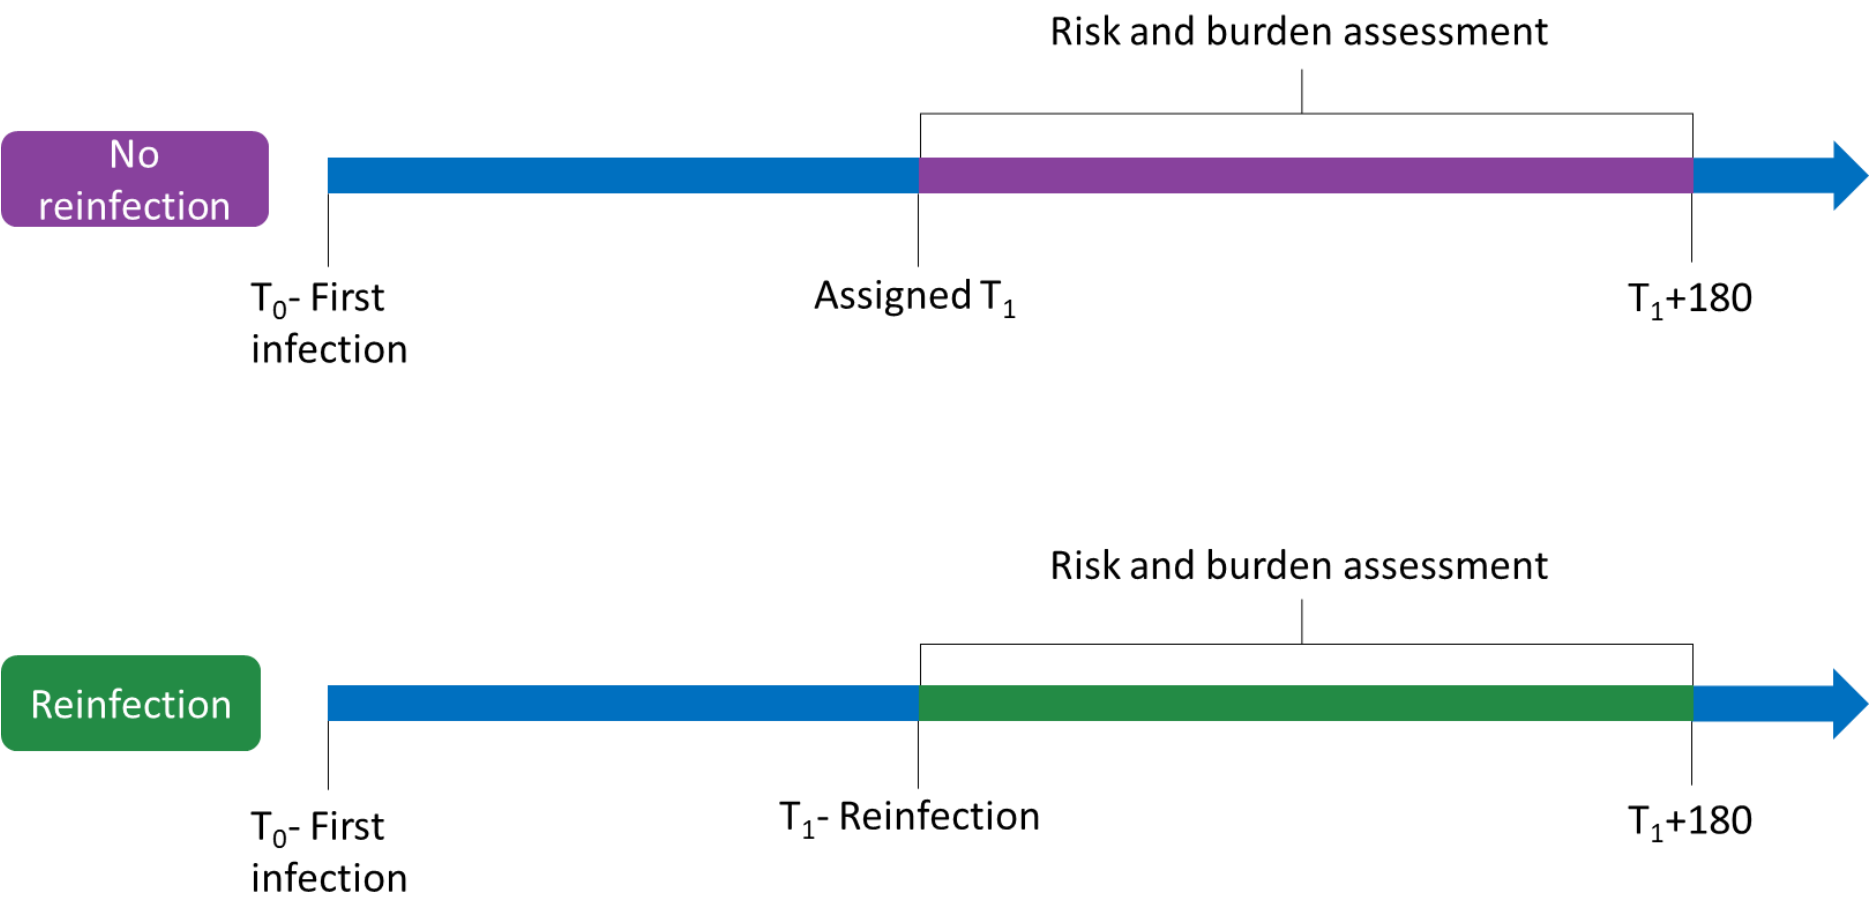 Risk and burden assessment
No
reinfection
T₀- First
infection
Assigned T₁
T₁+180
Risk and burden assessment
Reinfection
T₀- First
infection
T₁- Reinfection
T₁+180